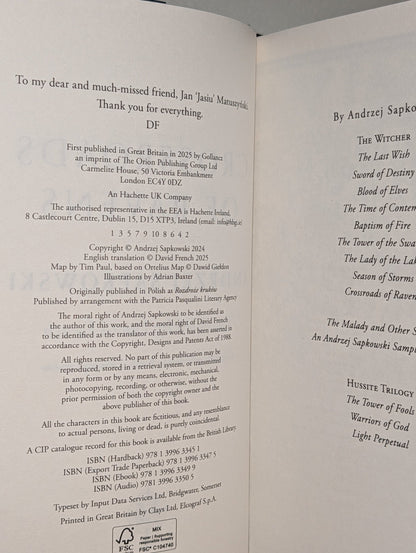 To my dear and much-missed friend, Jan 'Jasiu' Matuszyński.
Thank you for everything.
DF
First published in Great Britain in 2025 by Gollancz
an imprint of The Orion Publishing Group Ltd
Carmelite House, 50 Victoria Embankment
London EC4Y 0DZ
An Hachette UK Company
The authorised representative in the EEA is Hachette Ireland,
8 Castlecourt Centre, Dublin 15, D15 XTP3, Ireland (email: info@hbgi.ie)
1 3 5 7 9 10 8 6 4 2
Copyright © Andrzej Sapkowski 2024
English translation © David French 2025
Map by Tim Paul, based on Ortelius Map © David Gieddon
Illustrations by Adrian Baxter
Originally published in Polish as Rozdroże kruków
Published by arrangement with the Patricia Pasqualini Literary Agency
The moral right of Andrzej Sapkowski to be identified as
the author of this work, and the moral right of David French
to be identified as the translator of this work, has been asserted in
accordance with the Copyright, Designs and Patents Act of 1988.
All rights reserved. No part of this publication may be
reproduced, stored in a retrieval system, or transmitted
in any form or by any means, electronic, mechanical,
photocopying, recording, or otherwise, without the
prior permission of both the copyright owner and the
above publisher of this book.
All the characters in this book are fictitious, and any resemblance
to actual persons, living or dead, is purely coincidental.
A CIP catalogue record for this book is available from the British Library.
ISBN (Hardback) 978 1 3996 3345 1
ISBN (Export Trade Paperback) 978 1 3996 3347 5
ISBN (Ebook) 978 1 3996 3349 9
ISBN (Audio) 9781 3996 3350 5
Typeset by Input Data Services Ltd, Bridgwater, Somerset
Printed in Great Britain by Clays Ltd, Elcograf S.p.A.
FSC
MIX
Paper | Supporting
responsible forestry
FSC® C104740
By Andrzej Sapko
THE WITCHER
The Last Wish
Sword of Destiny
Blood of Elves
The Time of Contem
Baptism of Fire
The Tower of the Swa
The Lady of the Lak
Season of Storms
Crossroads of Raven
The Malady and Other S
An Andrzej Sapkowski Samp
HUSSITE TRILOGY
The Tower of Fools
Warriors of God
Light Perpetual